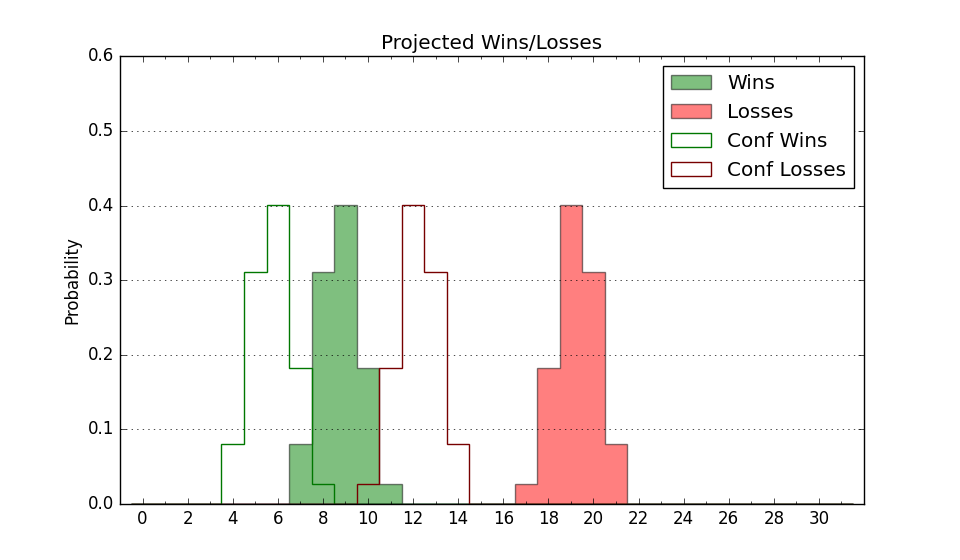 Projected Wins/Losses
0.6
0.5
0.4
0.3
0.2
0.1
0.0
Probability
Wins
Losses
Conf Wins
Conf Losses
0 2 4 6 8 10 12 14 16 18 20 22 24 26 28 30